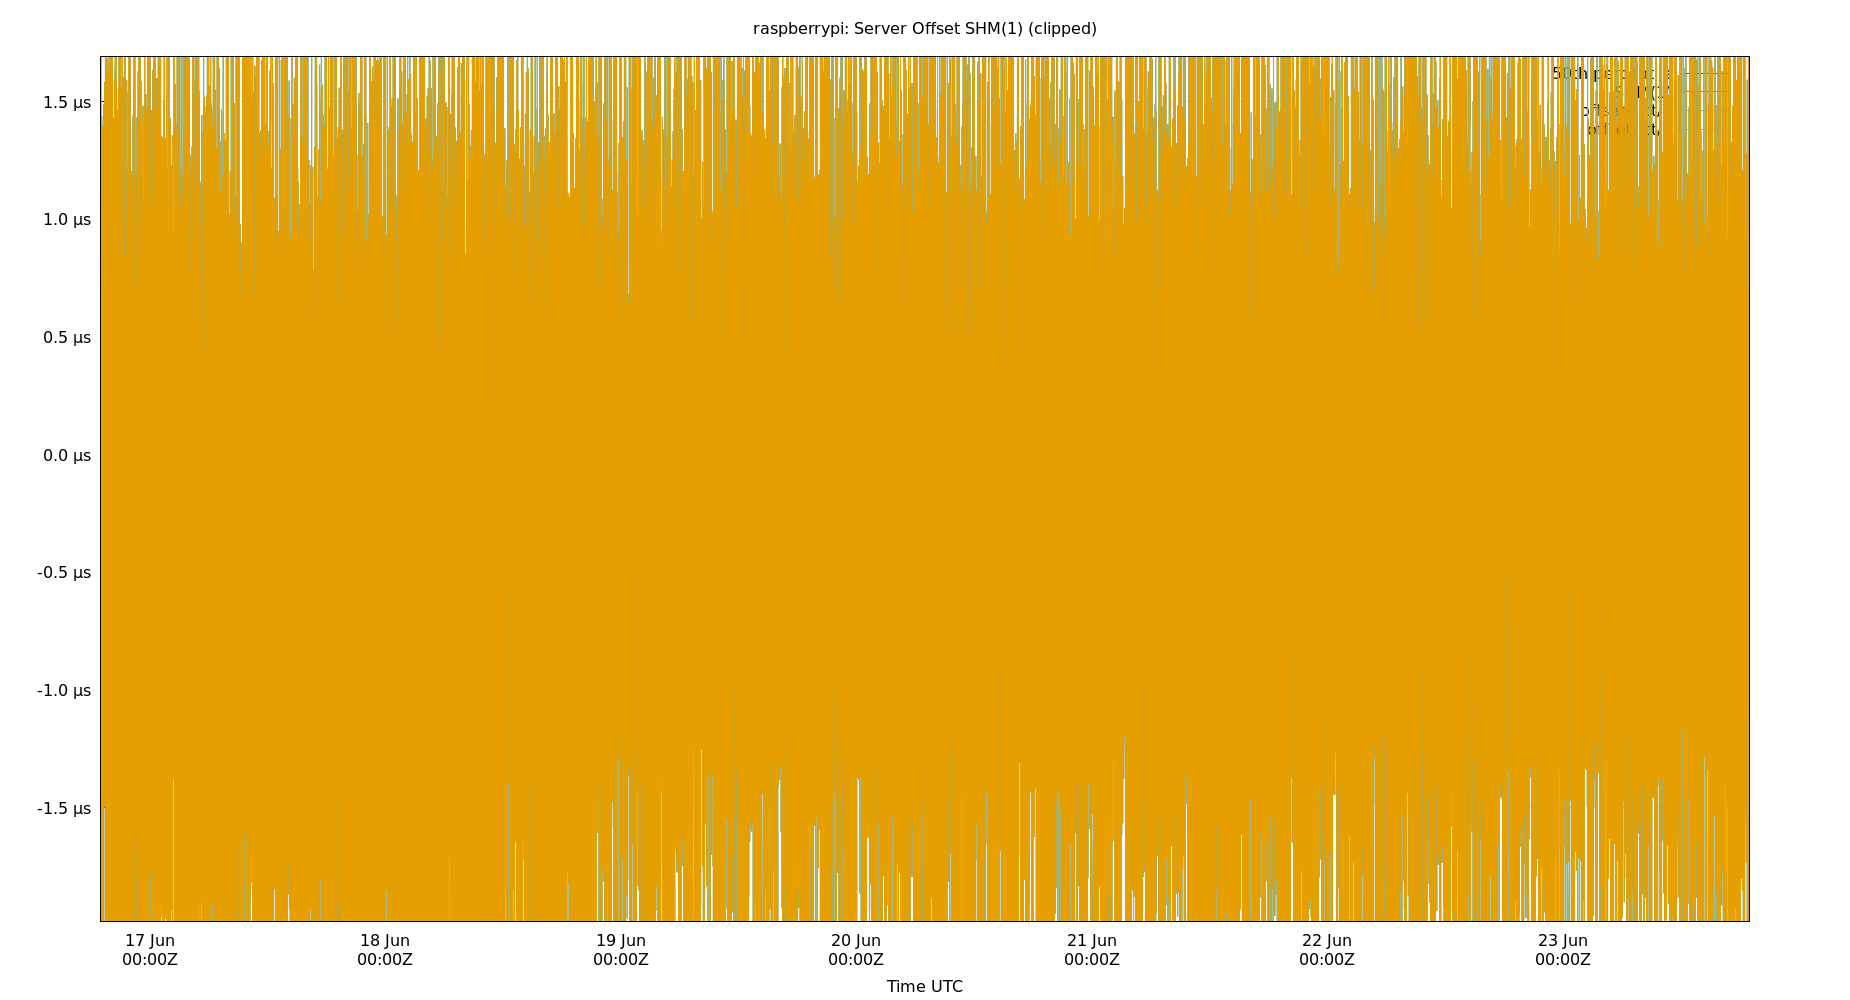 raspberrypi: Server Offset SHM(1) (clipped)
1.5 µs
1.0 µs
0.5 µs
0.0 µs
-0.5 µs
-1.0 µs
-1.5 µs
17 Jun 18 Jun 19 Jun 20 Jun 21 Jun 22 Jun 23 Jun
00:00Z 00:00Z 00:00Z 00:00Z 00:00Z 00:00Z 00:00Z
Time UTC